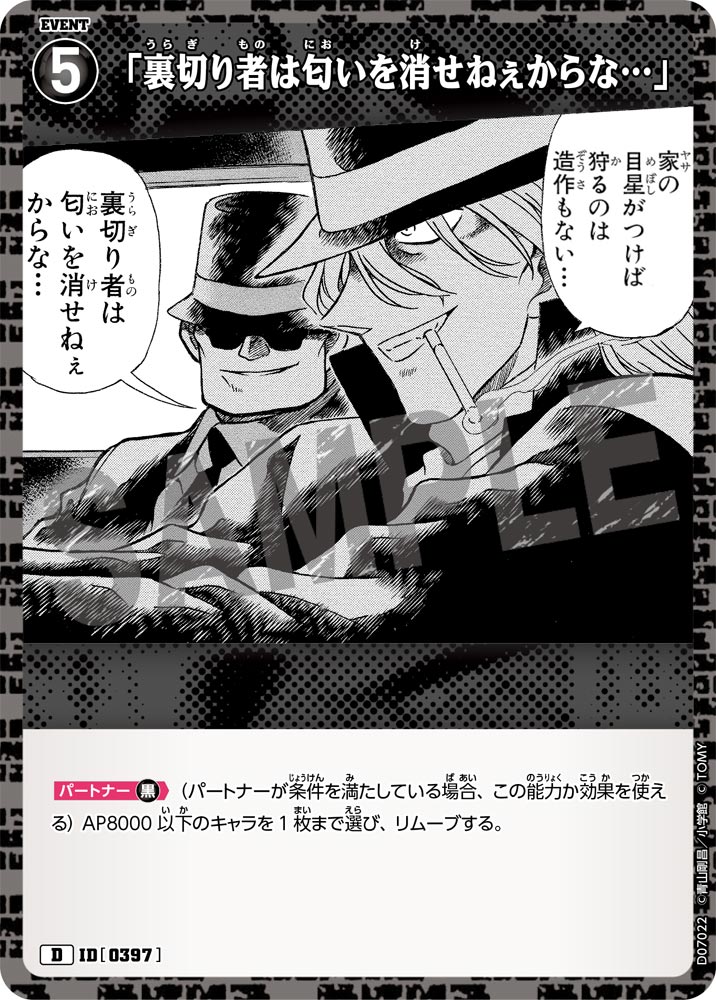 EVENT
5
「裏切り者は匂いを消せねぇからな…」
家の
目星がつけば
狩るのは
造作もない…
裏切り者は
匂いを消せねぇ
からな…
SAMPLE
パートナー 黒 (パートナーが条件を満たしている場合、この能力か効果を使え
る) AP8000以下のキャラを1枚まで選び、リムーブする。
D ID[0397]
D07022 ©青山剛昌/小学館 © TOMY